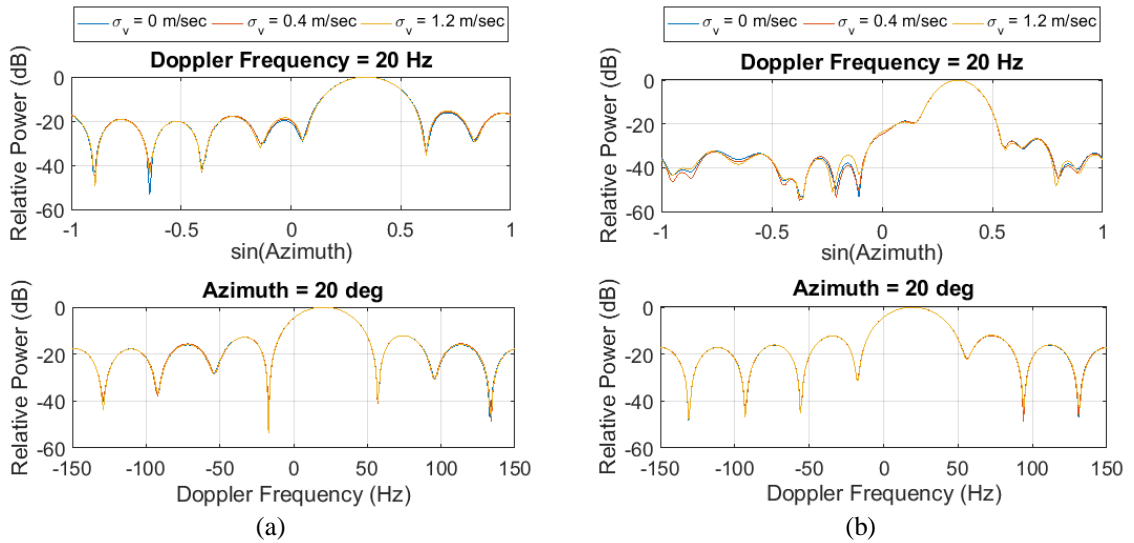 σv = 0 m/sec σv = 0.4 m/sec σv = 1.2 m/sec
Doppler Frequency = 20 Hz
Relative Power (dB)
0
-20
-40
-60
-1 -0.5 0 0.5 1
sin(Azimuth)
Azimuth = 20 deg
Relative Power (dB)
0
-20
-40
-60
-150 -100 -50 0 50 100 150
Doppler Frequency (Hz)
(a)
σv = 0 m/sec σv = 0.4 m/sec σv = 1.2 m/sec
Doppler Frequency = 20 Hz
Relative Power (dB)
0
-20
-40
-60
-1 -0.5 0 0.5 1
sin(Azimuth)
Azimuth = 20 deg
Relative Power (dB)
0
-20
-40
-60
-150 -100 -50 0 50 100 150
Doppler Frequency (Hz)
(b)